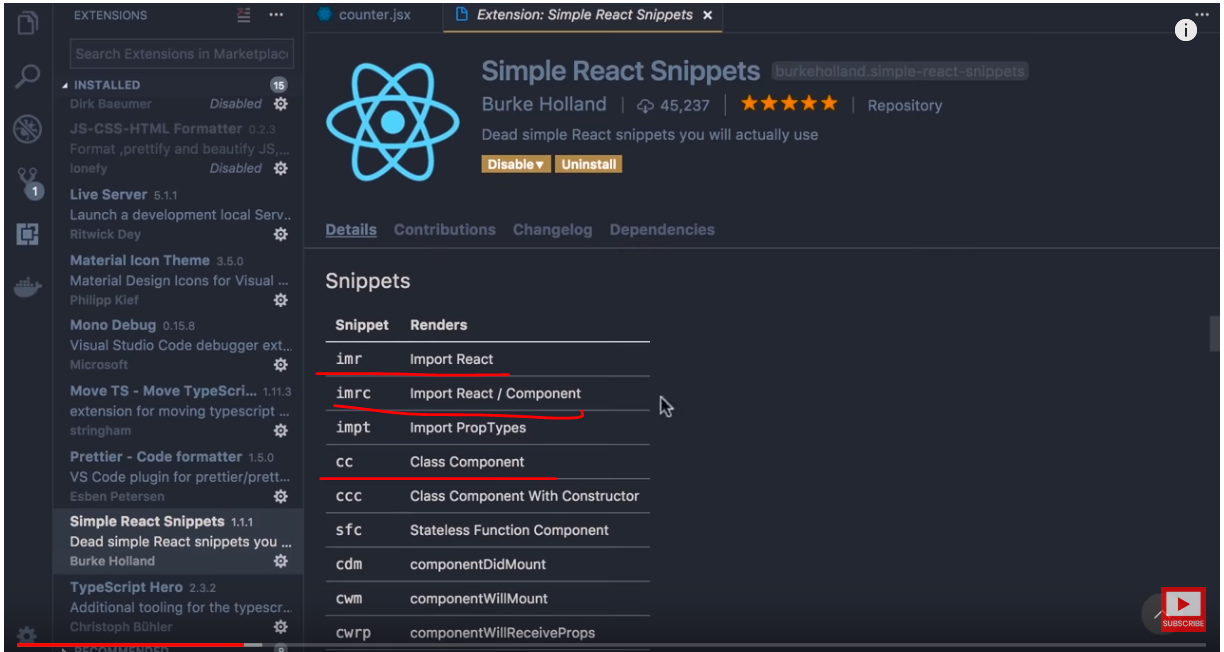 EXTENSIONS
Search Extensions in Marketplac
INSTALLED 15
Dirk Baeumer Disabled
JS-CSS-HTML Formatter 0.2.3
Format ,prettify and beautify JS,...
lonefy Disabled
Live Server 5.1.1
Launch a development local Serv..
Ritwick Dey
Material Icon Theme 3.5.0
Material Design Icons for Visual ...
Philipp Kief
Mono Debug 0.15.8
Visual Studio Code debugger ext...
Microsoft
Move TS - Move TypeScri... 1.11.3
extension for moving typescript ...
stringham
Prettier - Code formatter 1.5.0
VS Code plugin for prettier/prett...
Esben Petersen
Simple React Snippets 1.1.1
Dead simple React snippets you ...
Burke Holland
TypeScript Hero 2.3.2
Additional tooling for the typescr...
Christoph Bühler
RECOMMENDED 8
1
counter.jsx
Extension: Simple React Snippets ×
...
Simple React Snippets burkeholland.simple-react-snippets
Burke Holland | 45,237 | ★★★★★ | Repository
Dead simple React snippets you will actually use
Disable▾ Uninstall
Details Contributions Changelog Dependencies
Snippets
Snippet Renders
imr Import React
imrc Import React / Component
impt Import PropTypes
cc Class Component
ccc Class Component With Constructor
sfc Stateless Function Component
cdm componentDidMount
cwm componentWillMount
cwrp componentWillReceiveProps
SUBSCRIBE